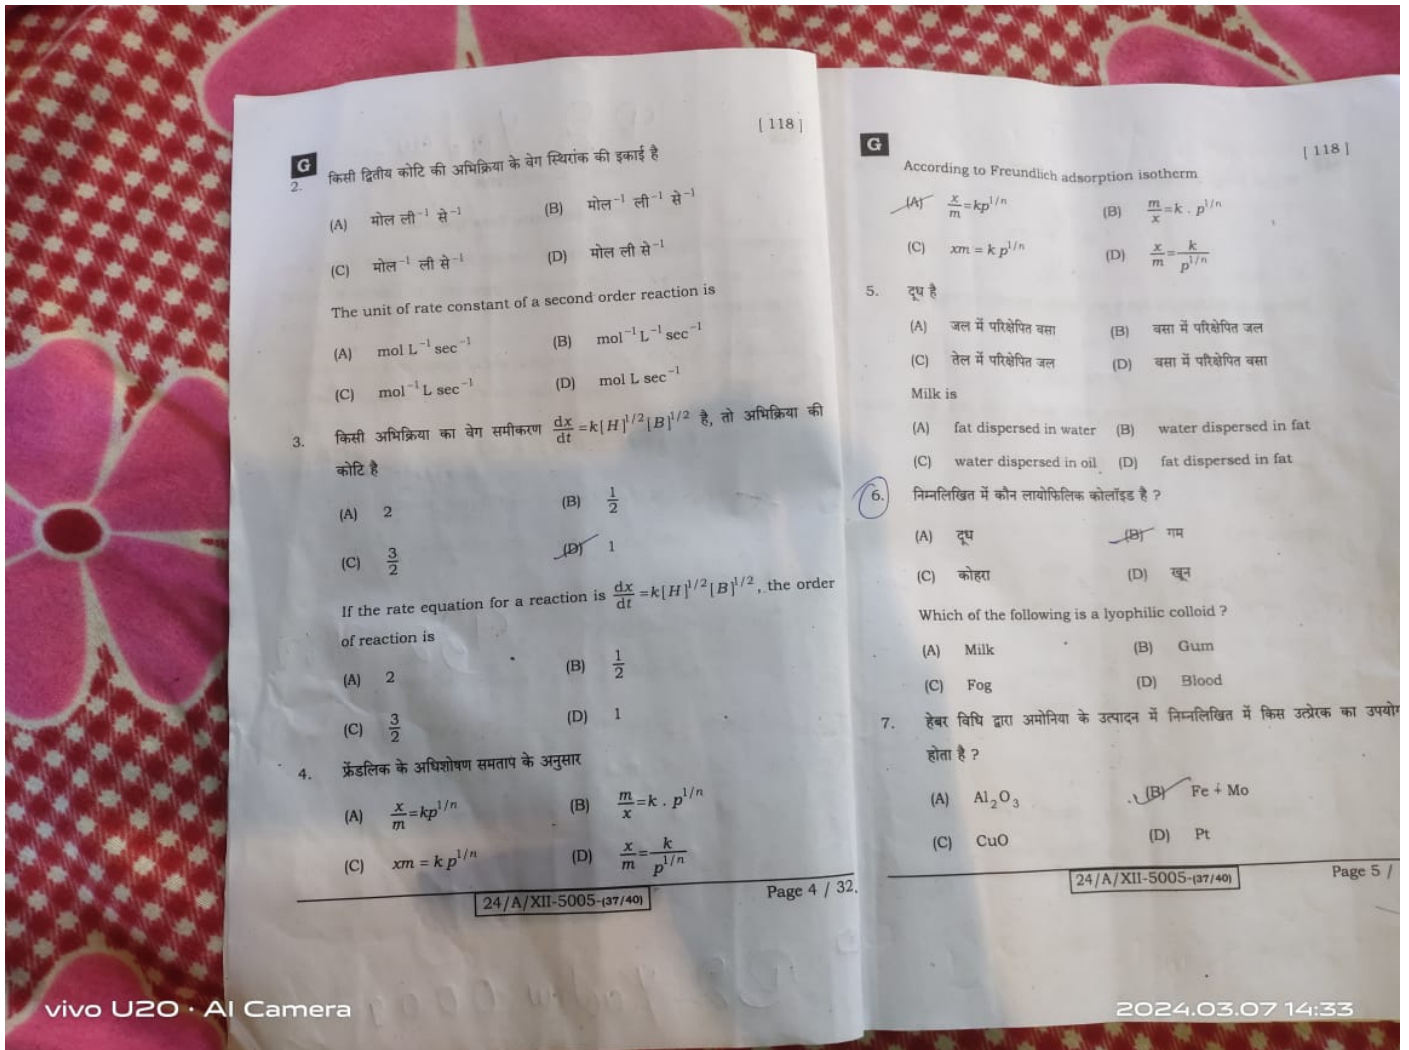 [ 118 ]
G
2. किसी द्वितीय कोटि की अभिक्रिया के वेग स्थिरांक की इकाई है
(A) मोल ली⁻¹ से⁻¹ (B) मोल⁻¹ ली⁻¹ से⁻¹
(C) मोल⁻¹ ली से⁻¹ (D) मोल ली से⁻¹
The unit of rate constant of a second order reaction is
(A) mol L⁻¹ sec⁻¹ (B) mol⁻¹ L⁻¹ sec⁻¹
(C) mol⁻¹ L sec⁻¹ (D) mol L sec⁻¹
3. किसी अभिक्रिया का वेग समीकरण dx/dt = k[H]^1/2 [B]^1/2 है, तो अभिक्रिया की
कोटि है
(A) 2 (B) 1/2
(C) 3/2 (D) 1
If the rate equation for a reaction is dx/dt = k[H]^1/2 [B]^1/2, the order
of reaction is
(A) 2 (B) 1/2
(C) 3/2 (D) 1
4. फ्रेंडलिक के अधिशोषण समताप के अनुसार
(A) x/m = kp^1/n (B) m/x = k . p^1/n
(C) xm = k p^1/n (D) x/m = k/p^1/n
24/A/XII-5005-(37/40) Page 4 / 32
G [ 118 ]
According to Freundlich adsorption isotherm
(A) x/m = kp^1/n (B) m/x = k . p^1/n
(C) xm = k p^1/n (D) x/m = k/p^1/n
5. दूध है
(A) जल में परिक्षेपित वसा (B) वसा में परिक्षेपित जल
(C) तेल में परिक्षेपित जल (D) वसा में परिक्षेपित वसा
Milk is
(A) fat dispersed in water (B) water dispersed in fat
(C) water dispersed in oil (D) fat dispersed in fat
6. निम्नलिखित में कौन लायोफिलिक कोलॉइड है ?
(A) दूध (B) गम
(C) कोहरा (D) खून
Which of the following is a lyophilic colloid ?
(A) Milk (B) Gum
(C) Fog (D) Blood
7. हेबर विधि द्वारा अमोनिया के उत्पादन में निम्नलिखित में किस उत्प्रेरक का उपयोग
होता है ?
(A) Al₂O₃ (B) Fe + Mo
(C) CuO (D) Pt
24/A/XII-5005-(37/40) Page 5 /
vivo U20 · AI Camera
2024.03.07 14:33